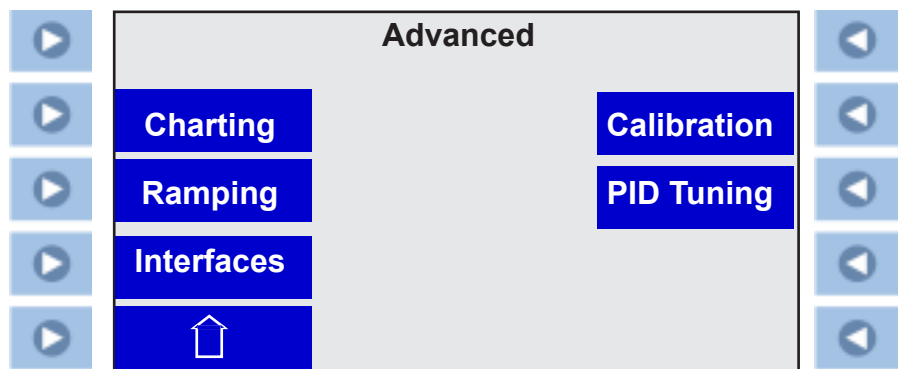 Advanced
Charting
Calibration
Ramping
PID Tuning
Interfaces